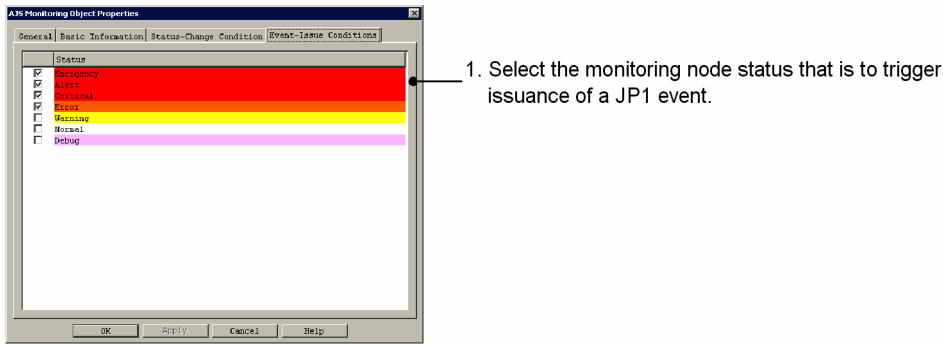 AJS Monitoring Object Properties
General Basic Information Status-Change Condition Event-Issue Conditions
Status
Emergency
Alert
Critical
Error
Warning
Normal
Debug
1. Select the monitoring node status that is to trigger
issuance of a JP1 event.
OK Apply Cancel Help